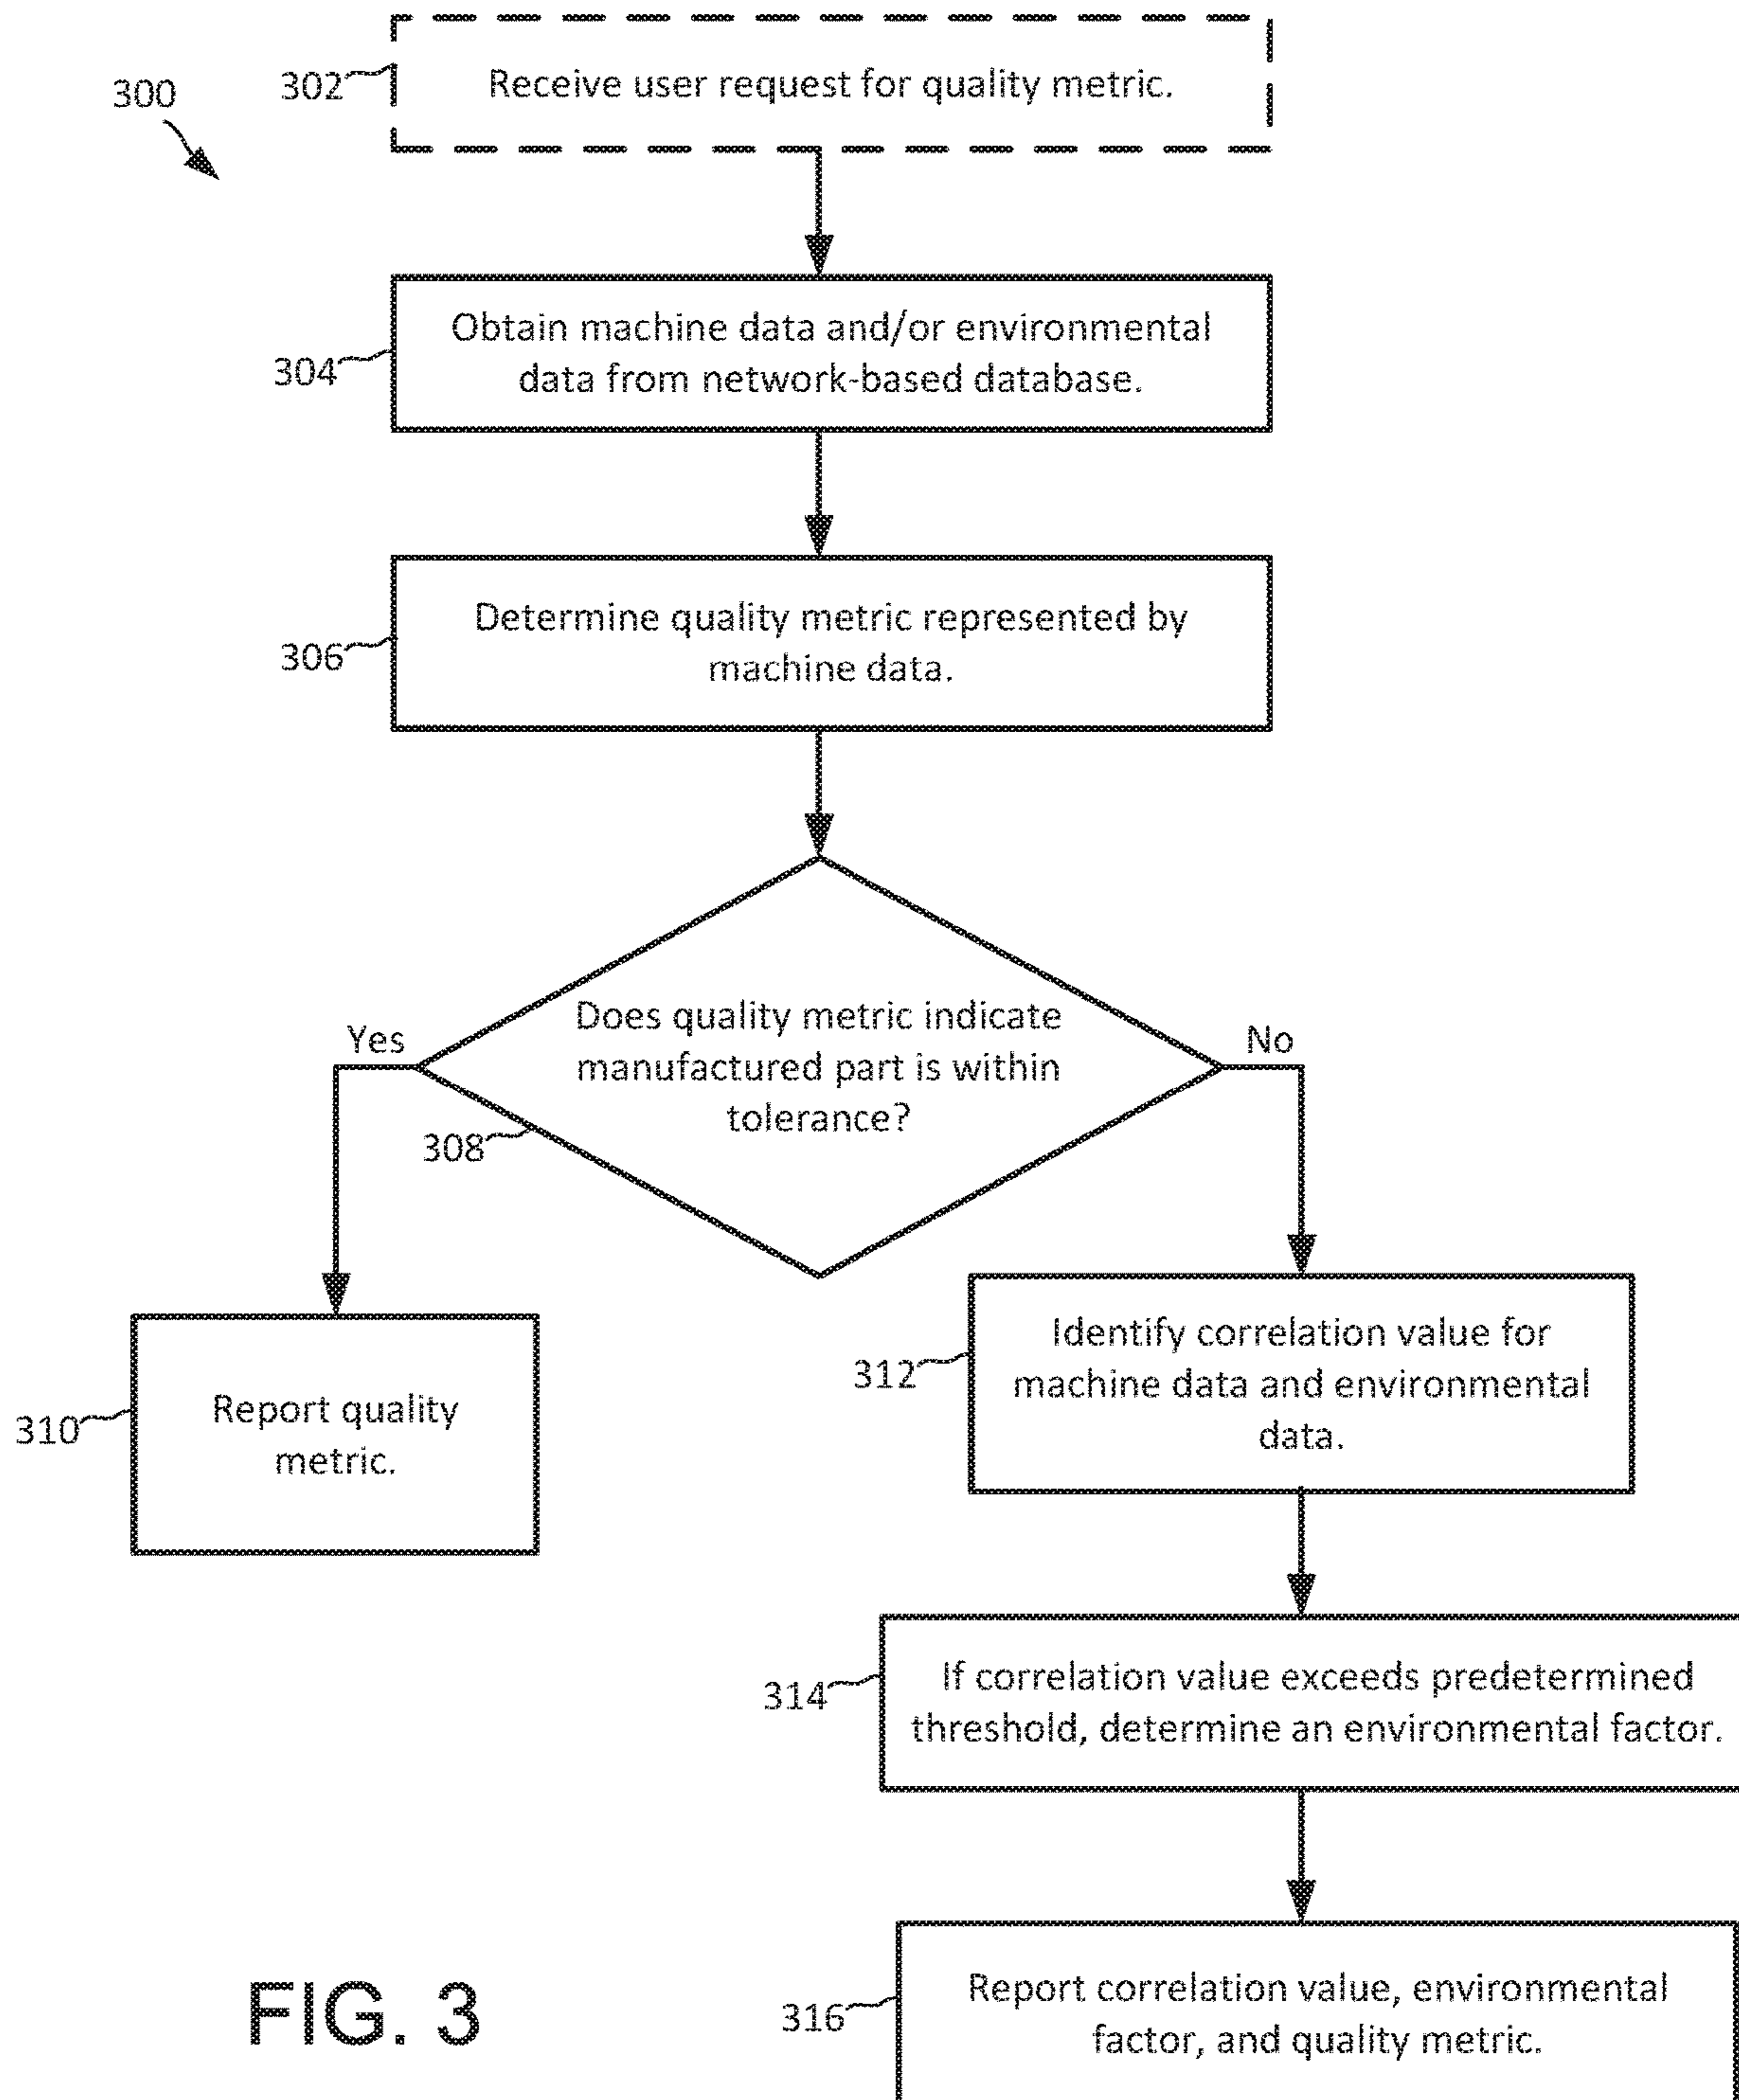 300
302
Receive user request for quality metric.
304
Obtain machine data and/or environmental
data from network-based database.
306
Determine quality metric represented by
machine data.
Yes
Does quality metric indicate
manufactured part is within
tolerance?
No
308
310
Report quality
metric.
312
Identify correlation value for
machine data and environmental
data.
314
If correlation value exceeds predetermined
threshold, determine an environmental factor.
316
Report correlation value, environmental
factor, and quality metric.
FIG. 3